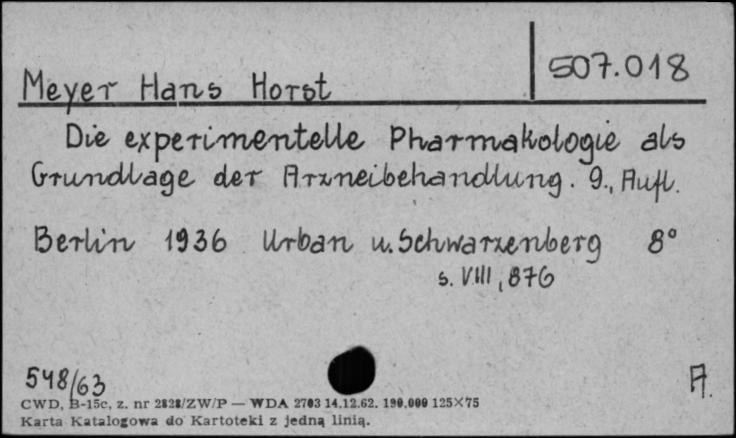 507.018
Meyer Hans Horst
Die experimentelle Pharmakologie als
Grundlage der Arzneibehandlung. 9., Aufl.
Berlin 1936 Urban u. Schwarzenberg 8°
s. VIII, 876
548/63
A.
CWD, B-15c, z. nr 2828/ZW/P — WDA 2703 14.12.62. 190.000 125×75
Karta Katalogowa do Kartoteki z jedną linią.